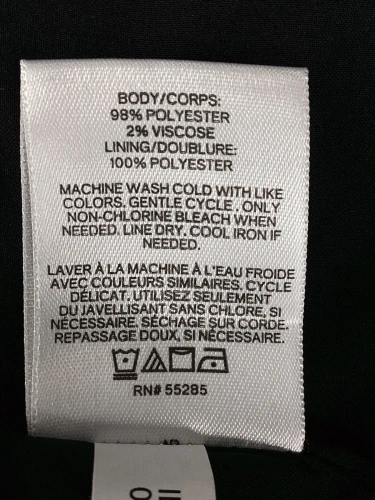 BODY/CORPS:
98% POLYESTER
2% VISCOSE
LINING/DOUBLURE:
100% POLYESTER
MACHINE WASH COLD WITH LIKE
COLORS. GENTLE CYCLE . ONLY
NON-CHLORINE BLEACH WHEN
NEEDED. LINE DRY. COOL IRON IF
NEEDED.
LAVER À LA MACHINE À L'EAU FROIDE
AVEC COULEURS SIMILAIRES. CYCLE
DÉLICAT. UTILISEZ SEULEMENT
DU JAVELLISANT SANS CHLORE, SI
NÉCESSAIRE. SÉCHAGE SUR CORDE.
REPASSAGE DOUX, SI NÉCESSAIRE.
RN# 55285